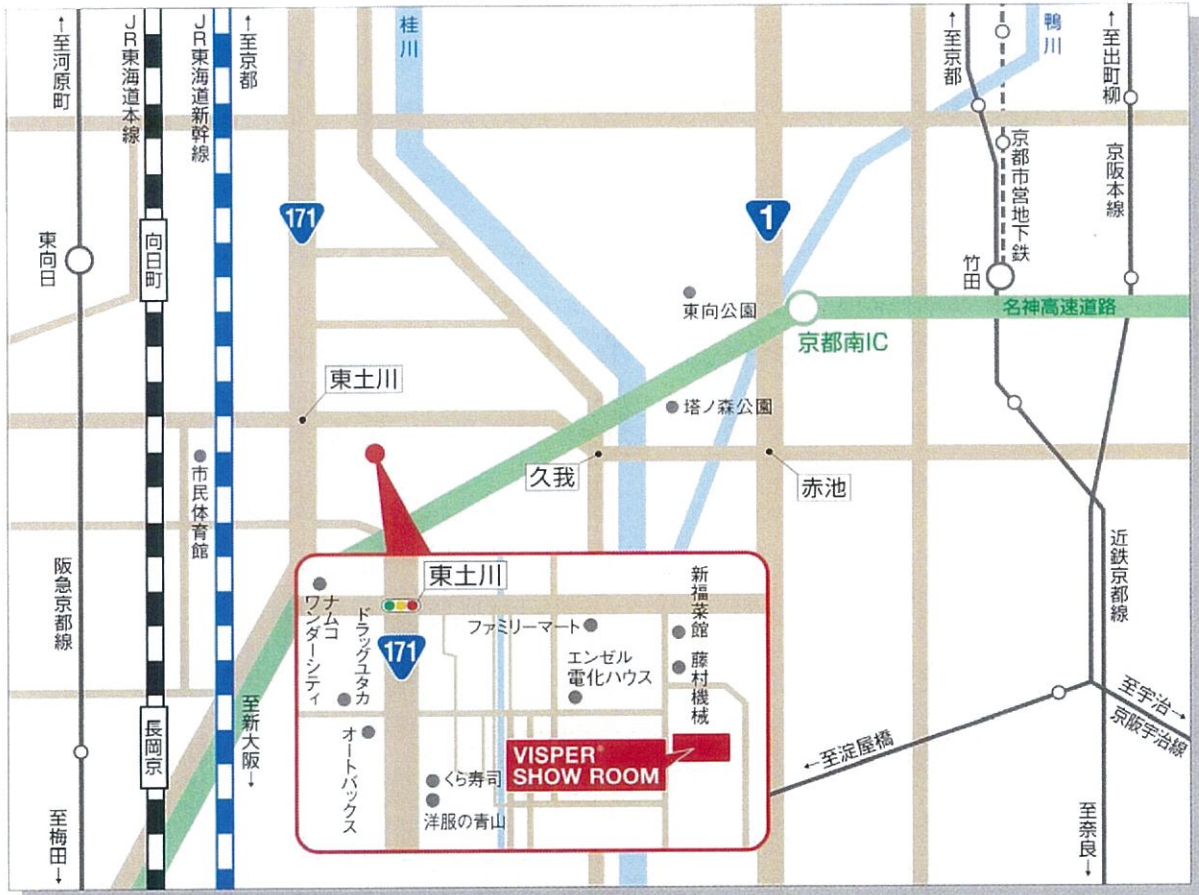 ←至河原町
JR東海道本線
JR東海道新幹線
←至京都
桂川
←至京都
鴨川
←至出町柳
京都市営地下鉄
京阪本線
171
1
東向日
向日町
竹田
東向公園
名神高速道路
京都南IC
東土川
塔ノ森公園
久我
赤池
市民体育館
阪急京都線
近鉄京都線
東土川
新福菜館
ナムコ
ワンダーシティ
ドラッグユタカ
171
ファミリーマート
エンゼル
電化ハウス
藤村機械
至新大阪→
長岡京
オートバックス
VISPER®
SHOW ROOM
くら寿司
洋服の青山
←至淀屋橋
至宇治→
京阪宇治線
至梅田→
至奈良→